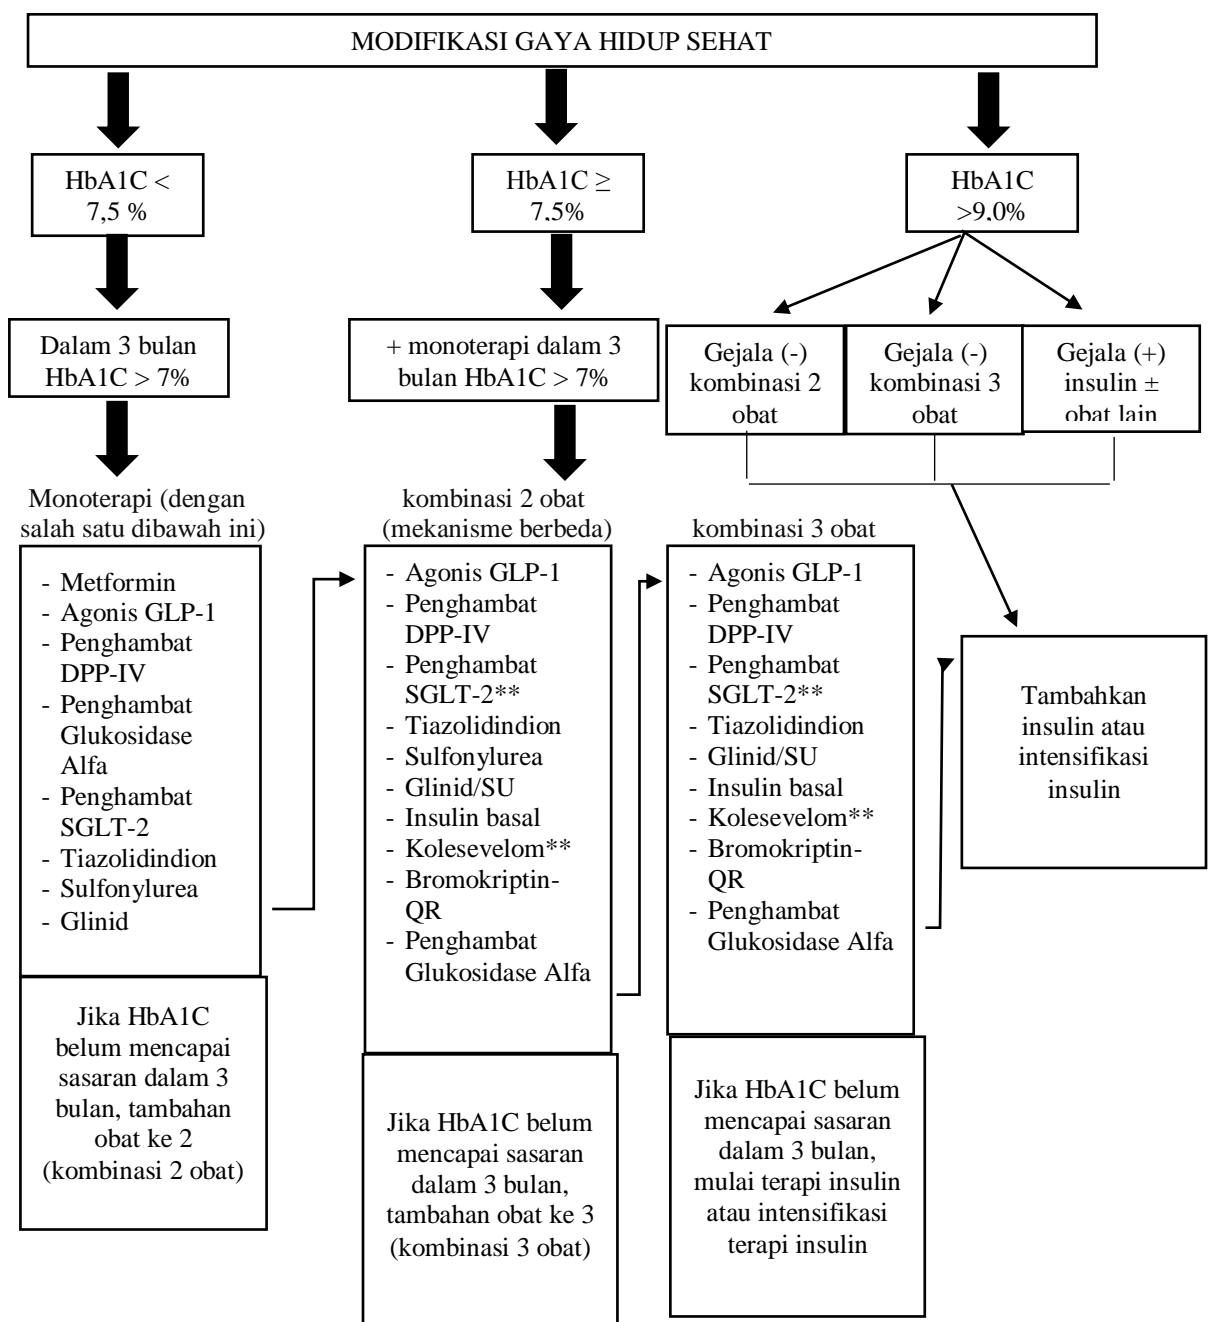 MODIFIKASI GAYA HIDUP SEHAT
HbA1C <
7,5 %
HbA1C ≥
7,5%
HbA1C
>9,0%
Dalam 3 bulan
HbA1C > 7%
+ monoterapi dalam 3
bulan HbA1C > 7%
Gejala (-)
kombinasi 2
obat
Gejala (-)
kombinasi 3
obat
Gejala (+)
insulin ±
obat lain
Monoterapi (dengan
salah satu dibawah ini)
- Metformin
- Agonis GLP-1
- Penghambat
DPP-IV
- Penghambat
Glukosidase
Alfa
- Penghambat
SGLT-2
- Tiazolidindion
- Sulfonylurea
- Glinid
Jika HbA1C
belum mencapai
sasaran dalam 3
bulan, tambahan
obat ke 2
(kombinasi 2 obat)
kombinasi 2 obat
(mekanisme berbeda)
- Agonis GLP-1
- Penghambat
DPP-IV
- Penghambat
SGLT-2**
- Tiazolidindion
- Sulfonylurea
- Glinid/SU
- Insulin basal
- Kolesevelom**
- Bromokriptin-
QR
- Penghambat
Glukosidase Alfa
Jika HbA1C belum
mencapai sasaran
dalam 3 bulan,
tambahan obat ke 3
(kombinasi 3 obat)
kombinasi 3 obat
- Agonis GLP-1
- Penghambat
DPP-IV
- Penghambat
SGLT-2**
- Tiazolidindion
- Glinid/SU
- Insulin basal
- Kolesevelom**
- Bromokriptin-
QR
- Penghambat
Glukosidase Alfa
Jika HbA1C belum
mencapai sasaran
dalam 3 bulan,
mulai terapi insulin
atau intensifikasi
terapi insulin
Tambahkan
insulin atau
intensifikasi
insulin